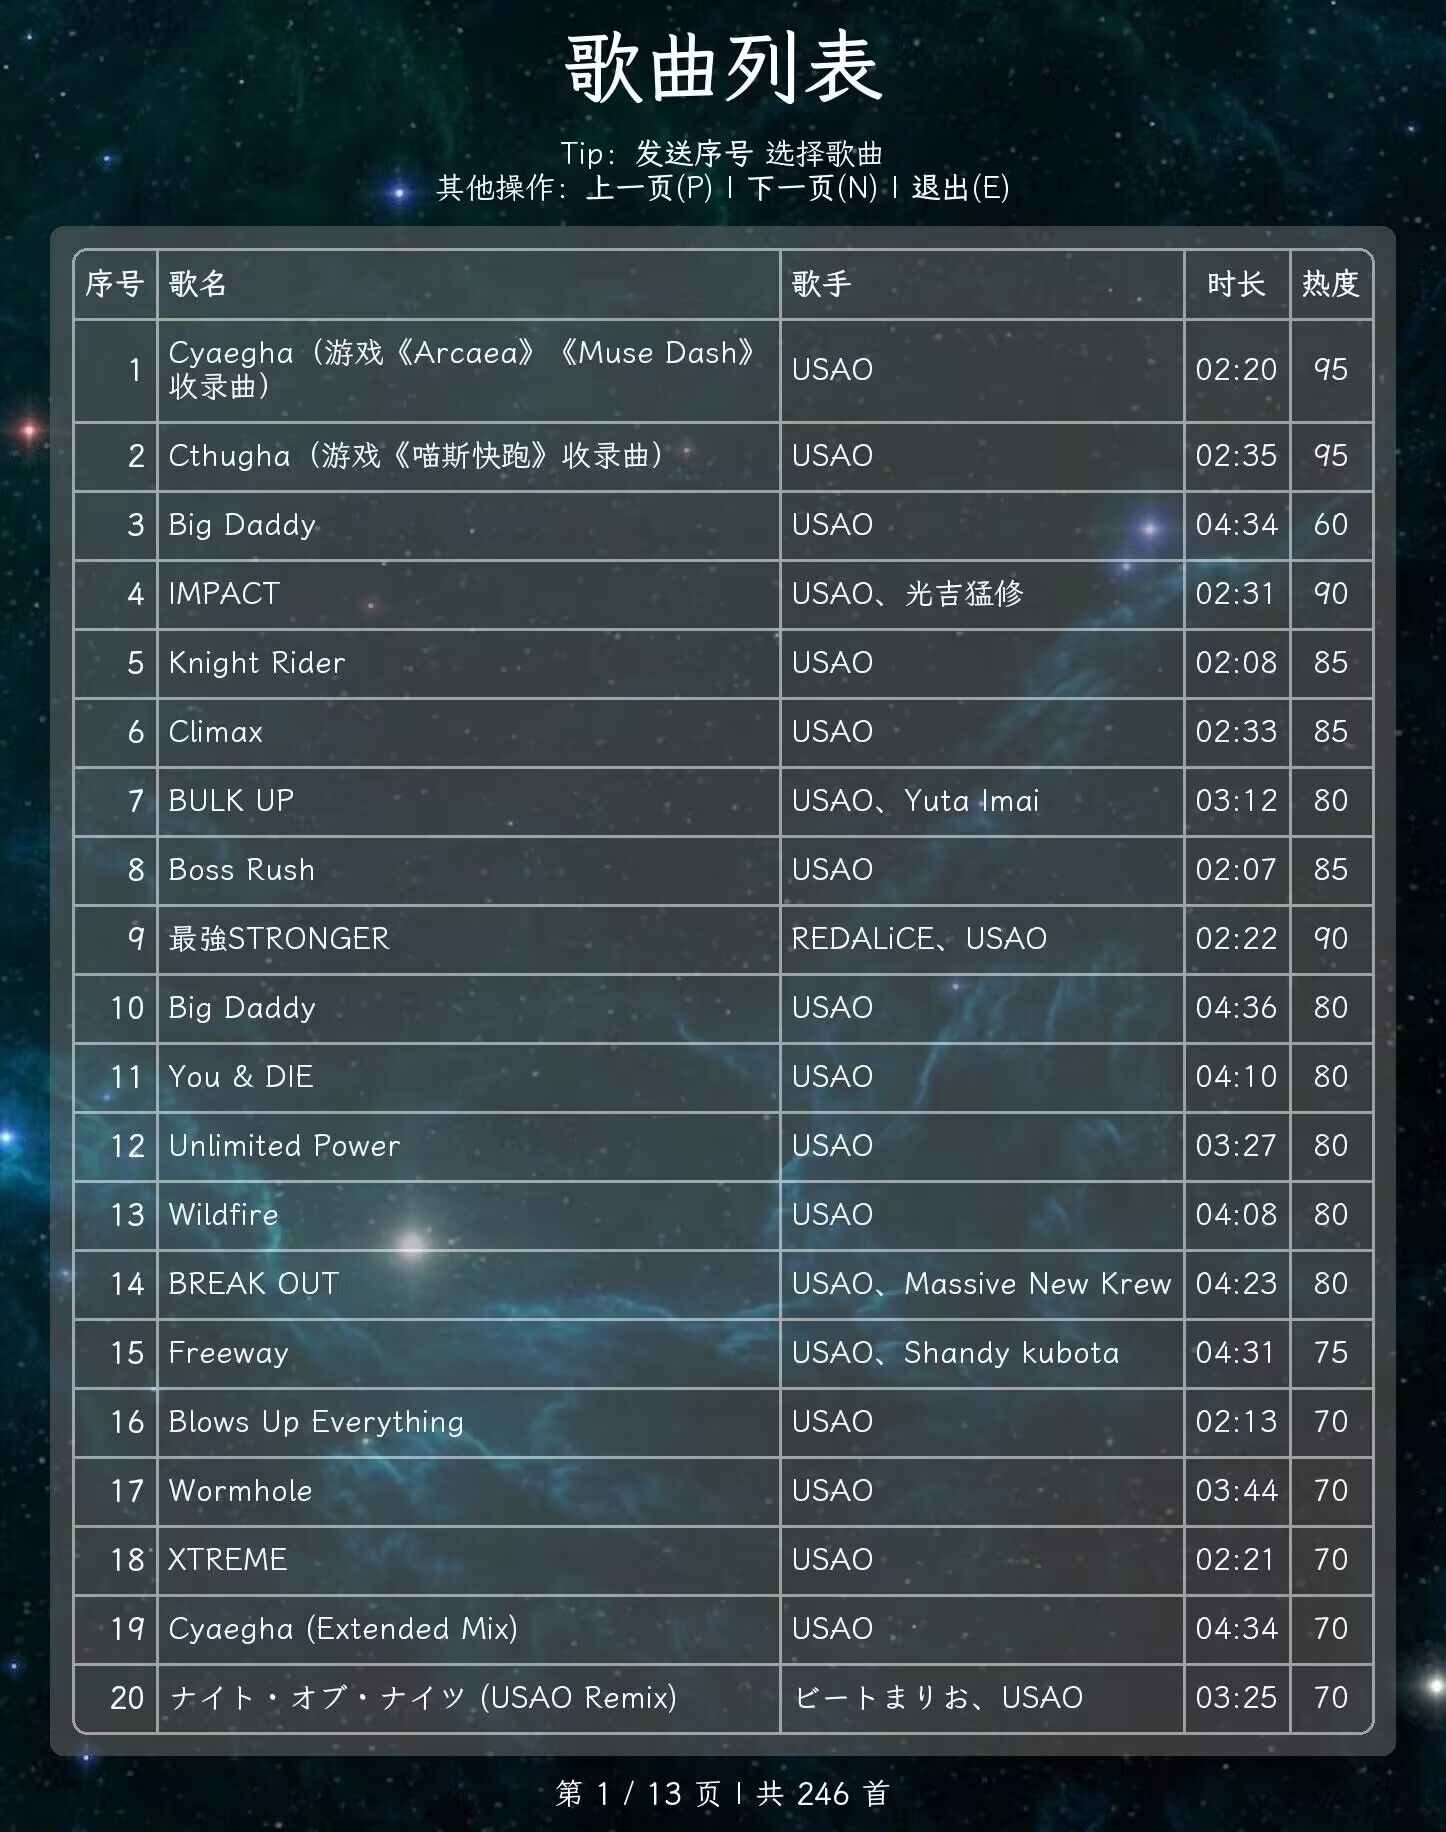 歌曲列表
Tip：发送序号 选择歌曲
其他操作：上一页(P) | 下一页(N) | 退出(E)
序号 歌名 歌手 时长 热度
1 Cyaegha（游戏《Arcaea》《Muse Dash》收录曲） USAO 02:20 95
2 Cthugha（游戏《喵斯快跑》收录曲） USAO 02:35 95
3 Big Daddy USAO 04:34 60
4 IMPACT USAO、光吉猛修 02:31 90
5 Knight Rider USAO 02:08 85
6 Climax USAO 02:33 85
7 BULK UP USAO、Yuta Imai 03:12 80
8 Boss Rush USAO 02:07 85
9 最強STRONGER REDALiCE、USAO 02:22 90
10 Big Daddy USAO 04:36 80
11 You & DIE USAO 04:10 80
12 Unlimited Power USAO 03:27 80
13 Wildfire USAO 04:08 80
14 BREAK OUT USAO、Massive New Krew 04:23 80
15 Freeway USAO、Shandy kubota 04:31 75
16 Blows Up Everything USAO 02:13 70
17 Wormhole USAO 03:44 70
18 XTREME USAO 02:21 70
19 Cyaegha (Extended Mix) USAO 04:34 70
20 ナイト・オブ・ナイツ (USAO Remix) ビートまりお、USAO 03:25 70
第 1 / 13 页 | 共 246 首